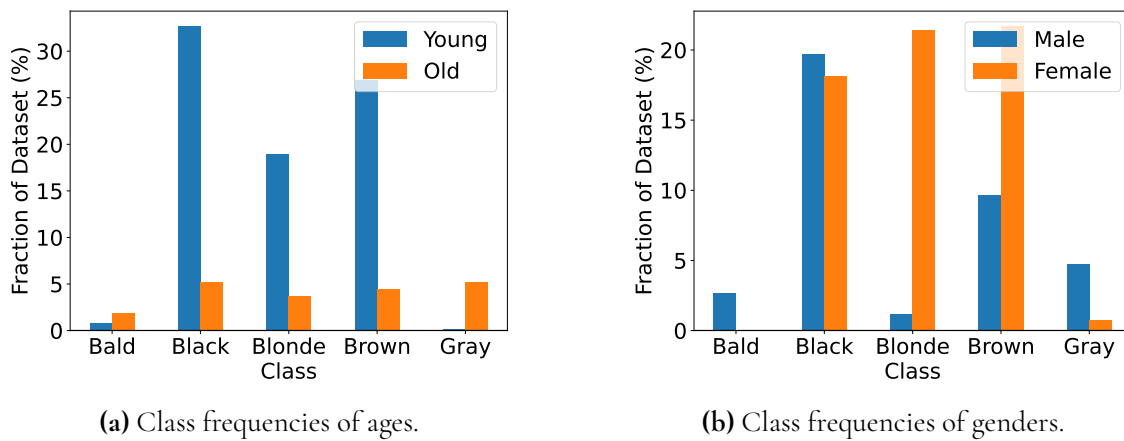 Fraction of Dataset (%)
30
25
20
15
10
5
0
Young
Old
Bald Black Blonde Brown Gray
Class
(a) Class frequencies of ages.
Fraction of Dataset (%)
20
15
10
5
0
Male
Female
Bald Black Blonde Brown Gray
Class
(b) Class frequencies of genders.